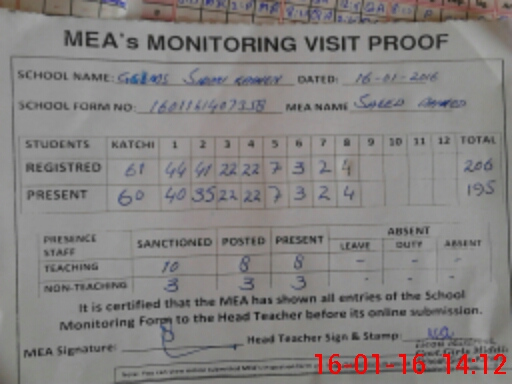 MEA's MONITORING VISIT PROOF
SCHOOL NAME: DATED: 16-01-2016
SCHOOL FORM NO: 1601161407358 MEA NAME Saeed Ahmed
STUDENTS KATCHI 1 2 3 4 5 6 7 8 9 10 11 12 TOTAL
REGISTRED 61 44 41 22 22 7 3 2 4 206
PRESENT 60 40 35 22 22 7 3 2 4 195
PRESENCE STAFF SANCTIONED POSTED PRESENT ABSENT
LEAVE DUTY ABSENT
TEACHING 10 8 8 - - -
NON-TEACHING 3 3 3 - - -
It is certified that the MEA has shown all entries of the School
Monitoring Form to the Head Teacher before its online submission.
MEA Signature: Head Teacher Sign & Stamp:
16-01-16 14:12